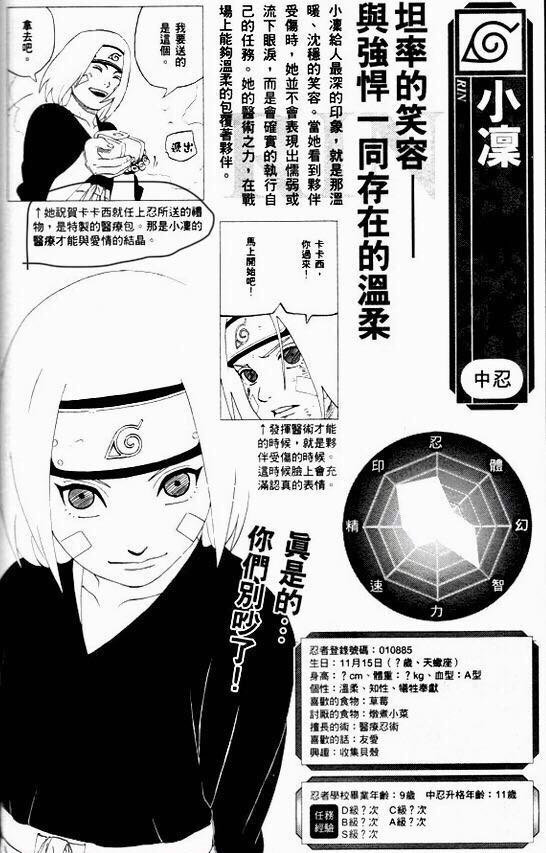 小凜
RIN
中忍
坦率的笑容——
與強悍一同存在的溫柔
小凜給人最深的印象，就是那溫
暖、沈穩的笑容。當她看到夥伴
受傷時，她並不會表現出懦弱或
流下眼淚，而是會確實的執行自
己的任務。她的醫術之力，在戰
場上能夠溫柔的包覆著夥伴。
我要送的
是這個。
拿去吧。
遞出
↑她祝賀卡卡西就任上忍所送的禮
物，是特製的醫療包。那是小凜的
醫療才能與愛情的結晶。
卡卡西，
你過來！
馬上開始吧！
↑發揮醫術才能
的時候，就是夥
伴受傷的時候。
這時候臉上會充
滿認真的表情。
忍
體
幻
智
力
速
精
印
真是的…
你們別吵了！
忍者登錄號碼：010885
生日：11月15日（？歲、天蠍座）
身高：？cm、體重：？kg、血型：A型
個性：溫柔、知性、犧牲奉獻
喜歡的食物：草莓
討厭的食物：燉煮小菜
擅長的術：醫療忍術
喜歡的話：友愛
興趣：收集貝殼
忍者學校畢業年齡：9歲　中忍升格年齡：11歲
任務
經驗
D級？次　C級？次
B級？次　A級？次
S級？次